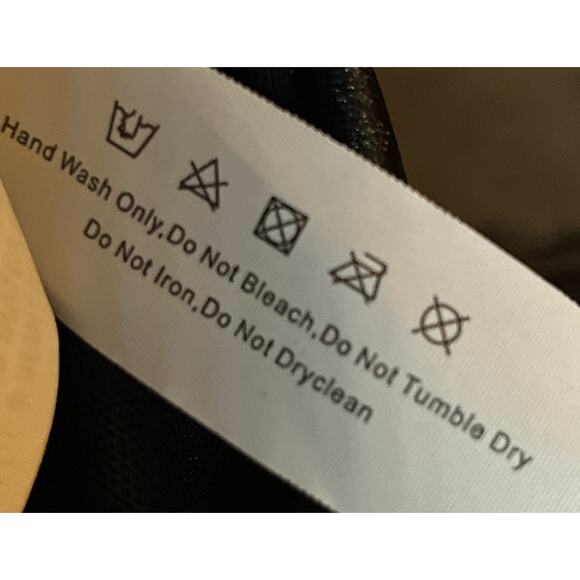 Hand Wash Only,Do Not Bleach,Do Not Tumble Dry
Do Not Iron,Do Not Dryclean